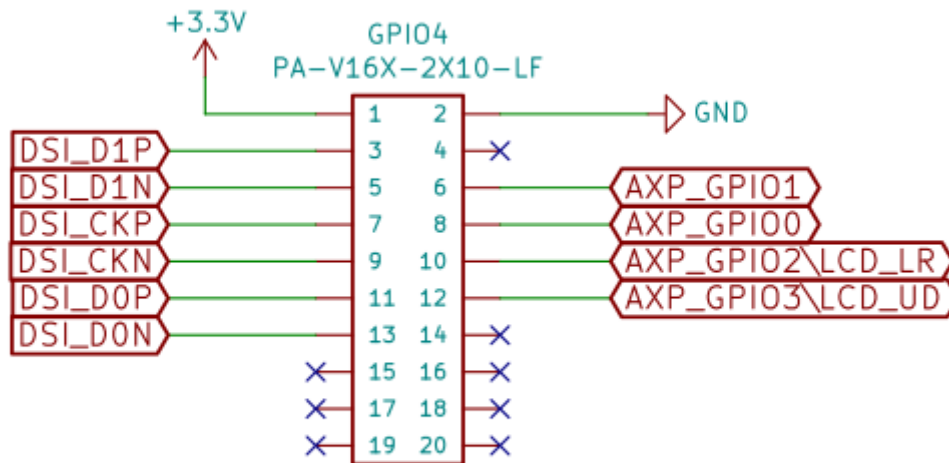 +3.3V
GPIO4
PA-V16X-2X10-LF
1 2 GND
DSI_D1P 3 4
DSI_D1N 5 6 AXP_GPIO1
DSI_CKP 7 8 AXP_GPIO0
DSI_CKN 9 10 AXP_GPIO2\LCD_LR
DSI_D0P 11 12 AXP_GPIO3\LCD_UD
DSI_D0N 13 14
15 16
17 18
19 20